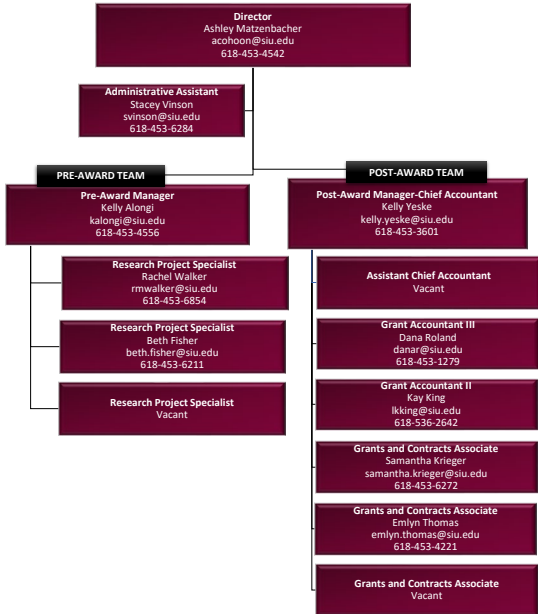 Director
Ashley Matzenbacher
acohoon@siu.edu
618-453-4542
Administrative Assistant
Stacey Vinson
svinson@siu.edu
618-453-6284
PRE-AWARD TEAM
Pre-Award Manager
Kelly Alongi
kalongi@siu.edu
618-453-4556
Research Project Specialist
Rachel Walker
rmwalker@siu.edu
618-453-6854
Research Project Specialist
Beth Fisher
beth.fisher@siu.edu
618-453-6211
Research Project Specialist
Vacant
POST-AWARD TEAM
Post-Award Manager-Chief Accountant
Kelly Yeske
kelly.yeske@siu.edu
618-453-3601
Assistant Chief Accountant
Vacant
Grant Accountant III
Dana Roland
danar@siu.edu
618-453-1279
Grant Accountant II
Kay King
lkking@siu.edu
618-536-2642
Grants and Contracts Associate
Samantha Krieger
samantha.krieger@siu.edu
618-453-6272
Grants and Contracts Associate
Emlyn Thomas
emlyn.thomas@siu.edu
618-453-4221
Grants and Contracts Associate
Vacant